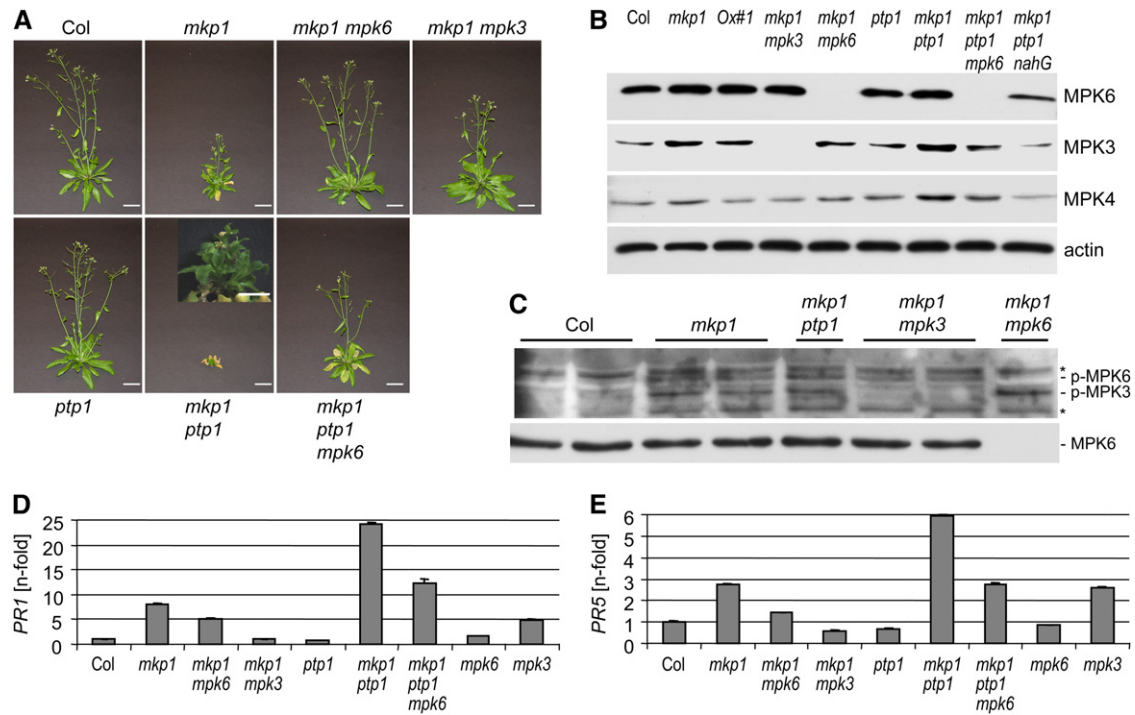 A
Col mkp1 mkp1 mpk6 mkp1 mpk3
ptp1 mkp1 mkp1
ptp1 ptp1
mpk6
B
Col mkp1 Ox#1 mkp1 mkp1 ptp1 mkp1 mkp1 mkp1
mpk3 mpk6 ptp1 ptp1 ptp1
mpk6 nahG
MPK6
MPK3
MPK4
actin
C
Col mkp1 mkp1 mkp1 mkp1
ptp1 mpk3 mpk6
*
- p-MPK6
- p-MPK3
*
- MPK6
D
PR1 [n-fold]
25
20
15
10
5
0
Col mkp1 mkp1 mkp1 ptp1 mkp1 mkp1 mpk6 mpk3
mpk6 mpk3 ptp1 ptp1
mpk6
E
PR5 [n-fold]
6
5
4
3
2
1
0
Col mkp1 mkp1 mkp1 ptp1 mkp1 mkp1 mpk6 mpk3
mpk6 mpk3 ptp1 ptp1
mpk6